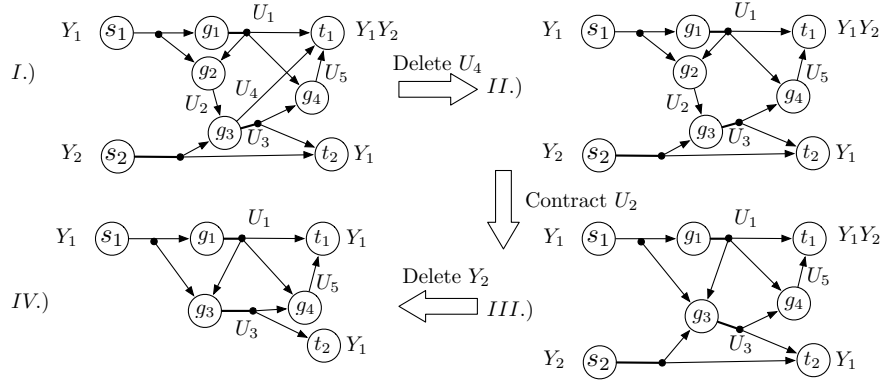 I.) Y₁ s₁ g₁ U₁ t₁ Y₁Y₂
g₂ U₄ U₅
U₂ g₄
g₃ U₃
Y₂ s₂ t₂ Y₁
Delete U₄
II.) Y₁ s₁ g₁ U₁ t₁ Y₁Y₂
g₂ U₅
U₂ g₄
g₃ U₃
Y₂ s₂ t₂ Y₁
Contract U₂
III.) Y₁ s₁ g₁ U₁ t₁ Y₁Y₂
U₅
g₃ g₄
U₃
Y₂ s₂ t₂ Y₁
Delete Y₂
IV.) Y₁ s₁ g₁ U₁ t₁ Y₁
U₅
g₃ g₄
U₃
t₂ Y₁